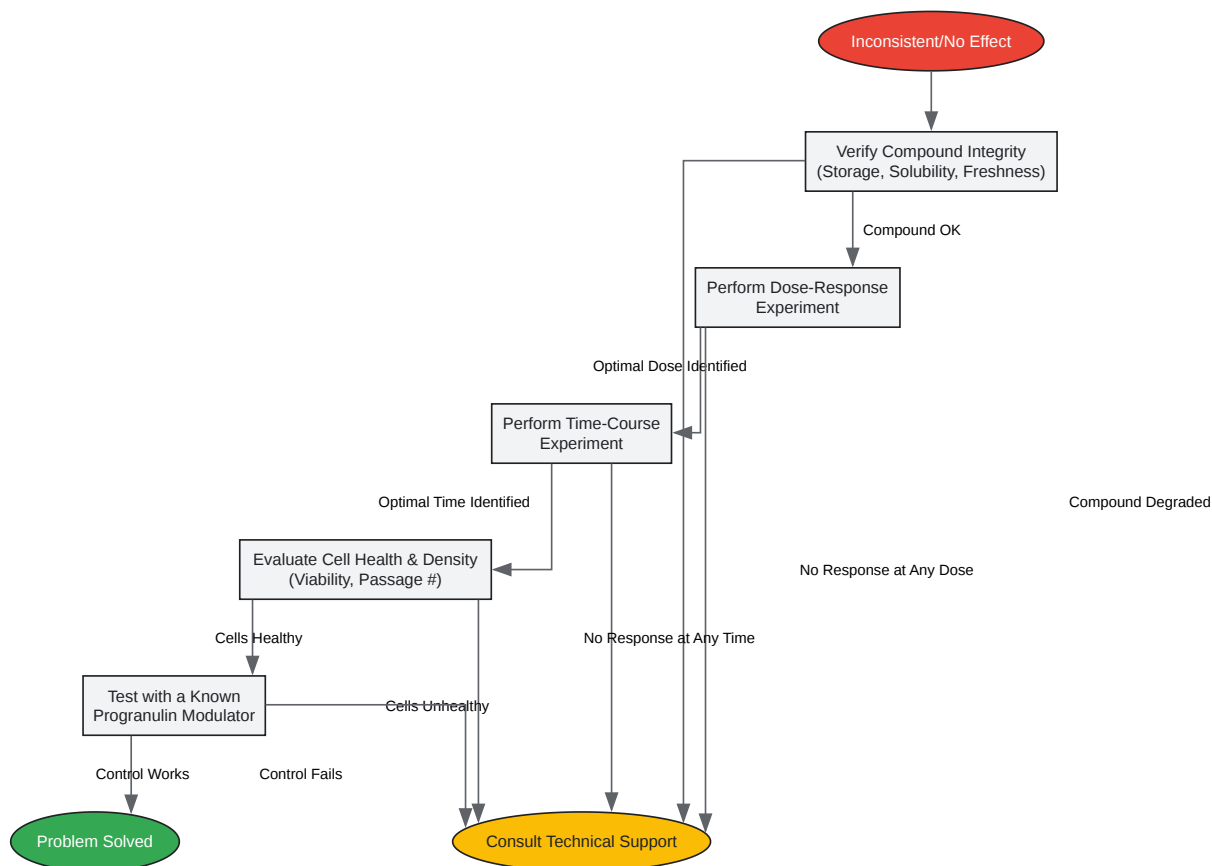 Inconsistent/No Effect
Verify Compound Integrity
(Storage, Solubility, Freshness)
Compound OK
Perform Dose-Response
Experiment
Optimal Dose Identified
Perform Time-Course
Experiment
Optimal Time Identified
Compound Degraded
Evaluate Cell Health & Density
(Viability, Passage #)
No Response at Any Dose
Cells Healthy
No Response at Any Time
Test with a Known
Progranulin Modulator
Cells Unhealthy
Control Works
Control Fails
Problem Solved
Consult Technical Support